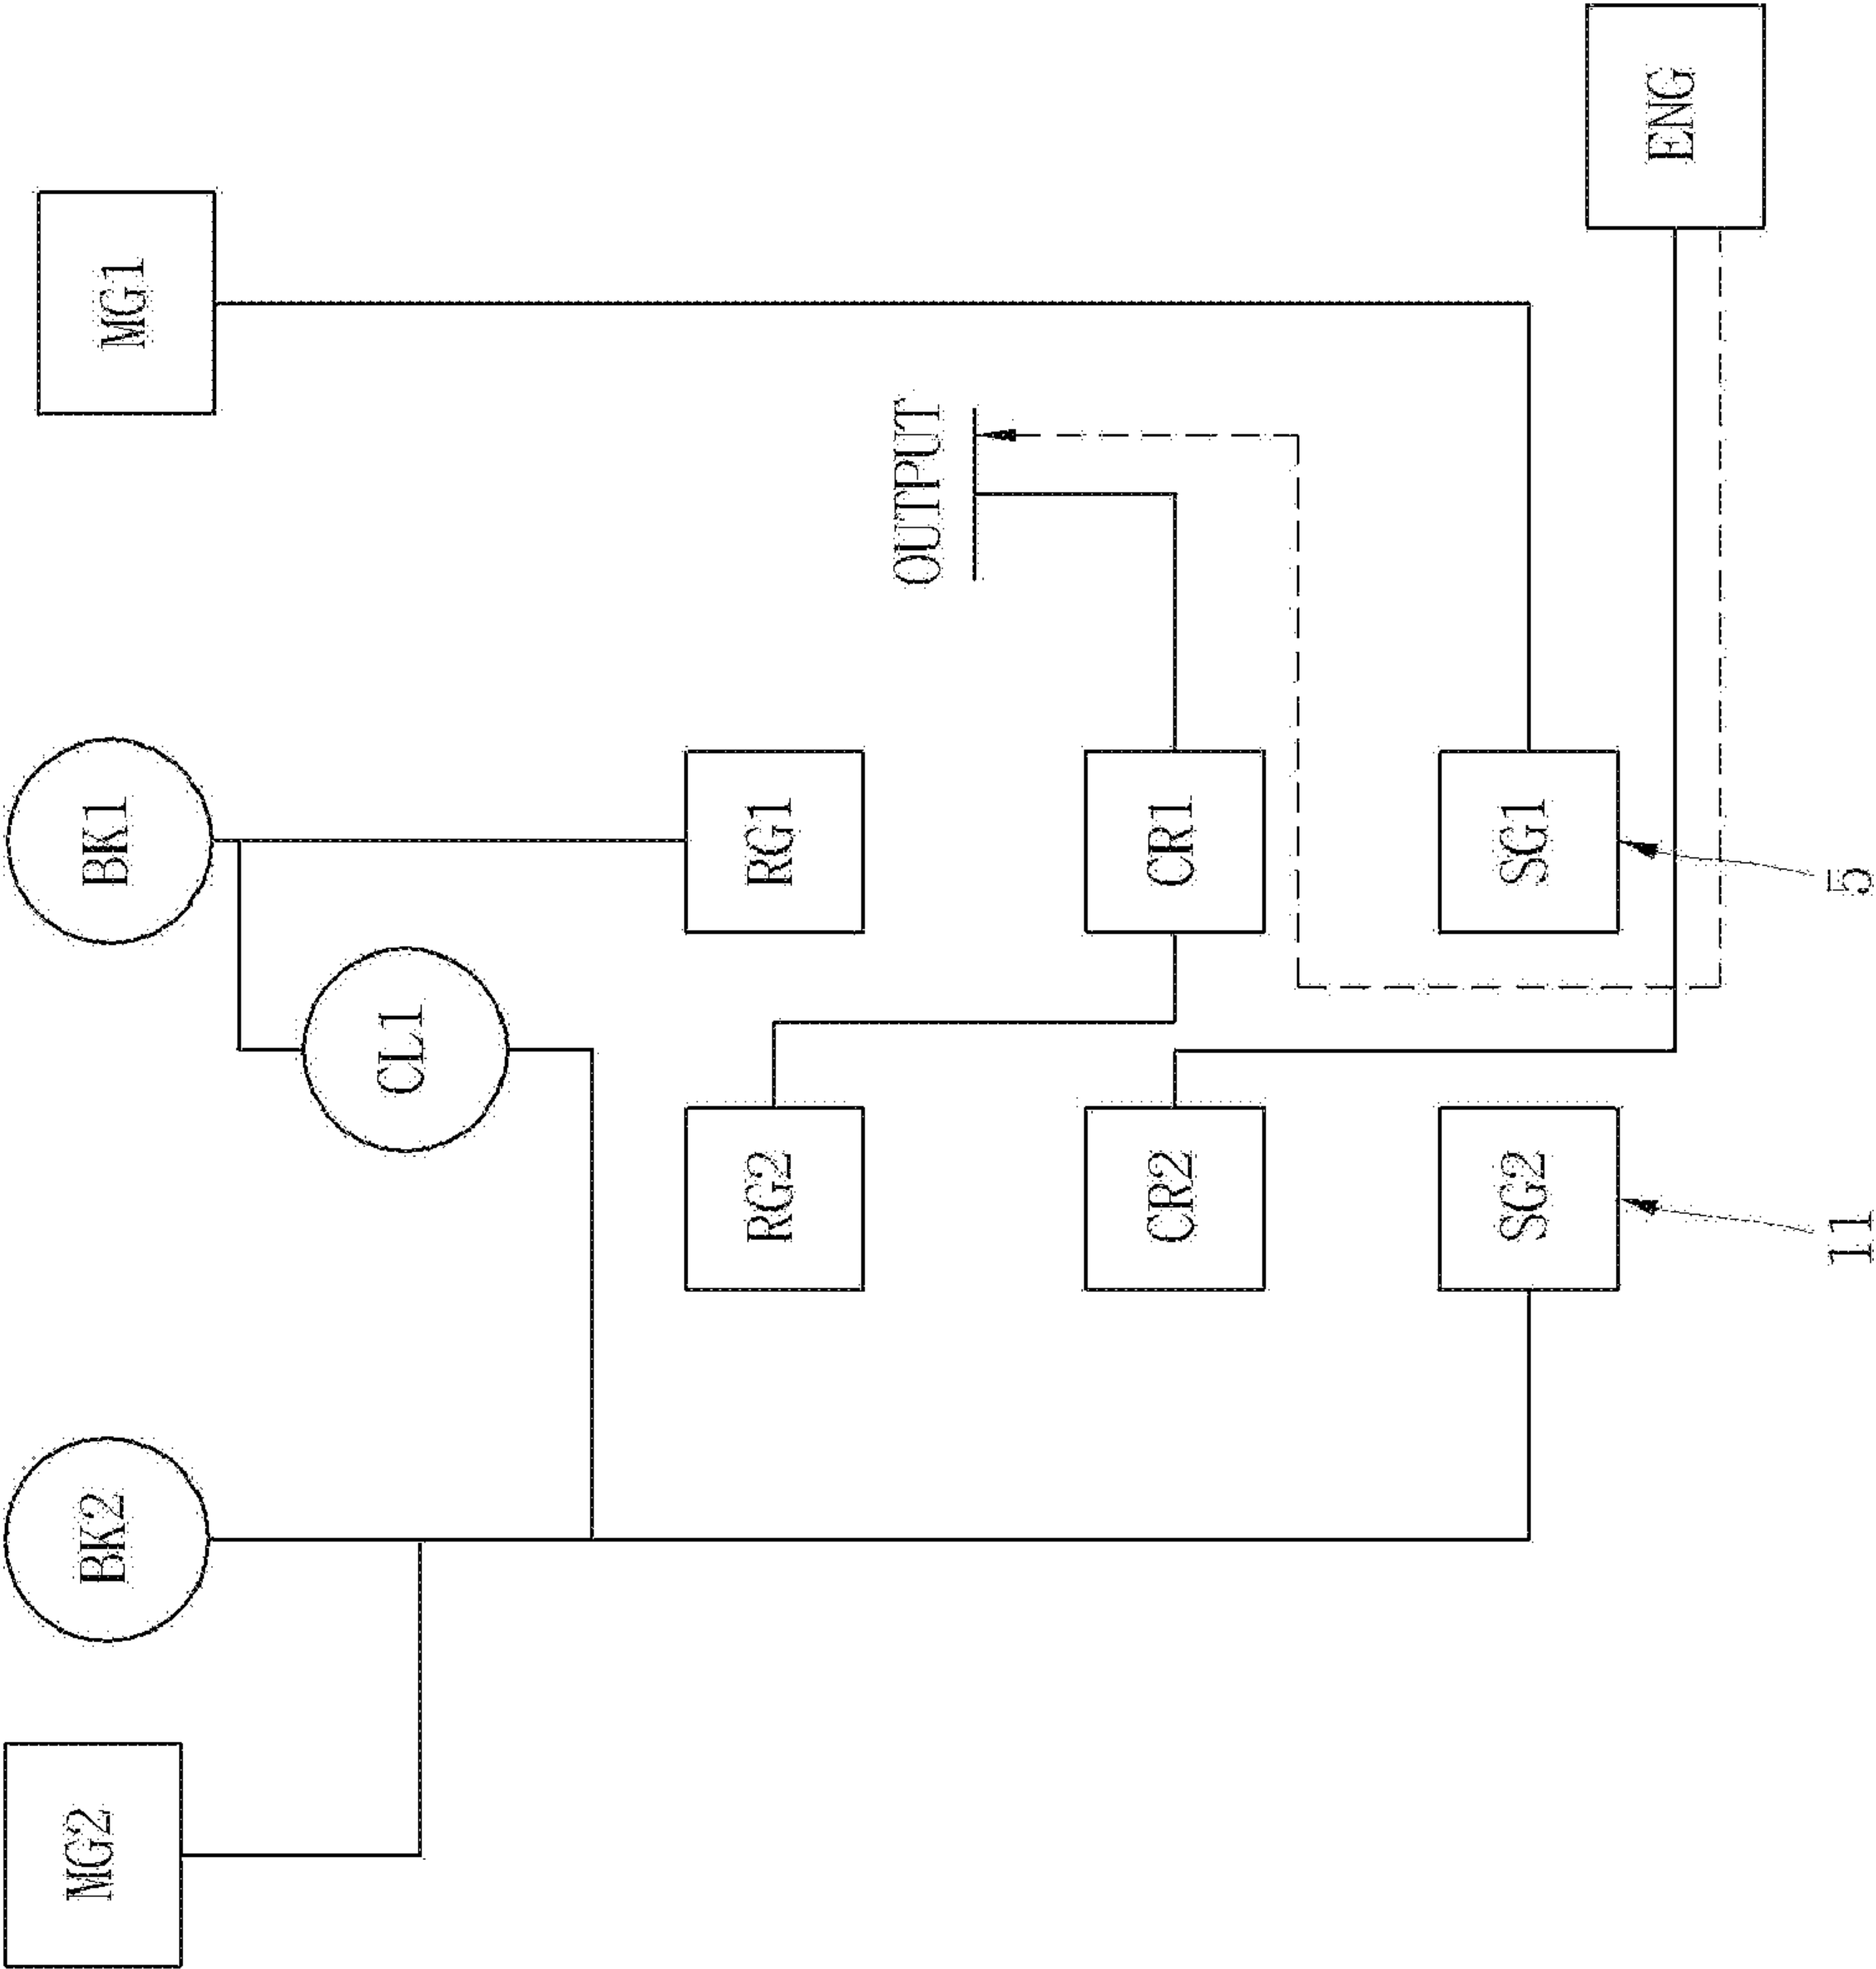 MG2
BK2
BK1
MG1
CL1
RG2
RG1
OUTPUT
CR2
CR1
SG2
SG1
ENG
11
5